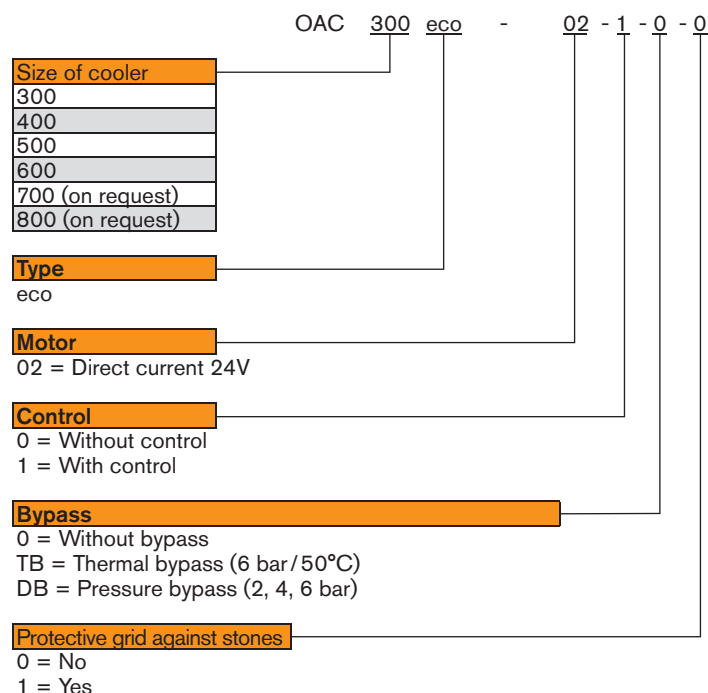 OAC 300 eco - 02 - 1 - 0 - 0
Size of cooler
300
400
500
600
700 (on request)
800 (on request)
Type
eco
Motor
02 = Direct current 24V
Control
0 = Without control
1 = With control
Bypass
0 = Without bypass
TB = Thermal bypass (6 bar/50°C)
DB = Pressure bypass (2, 4, 6 bar)
Protective grid against stones
0 = No
1 = Yes